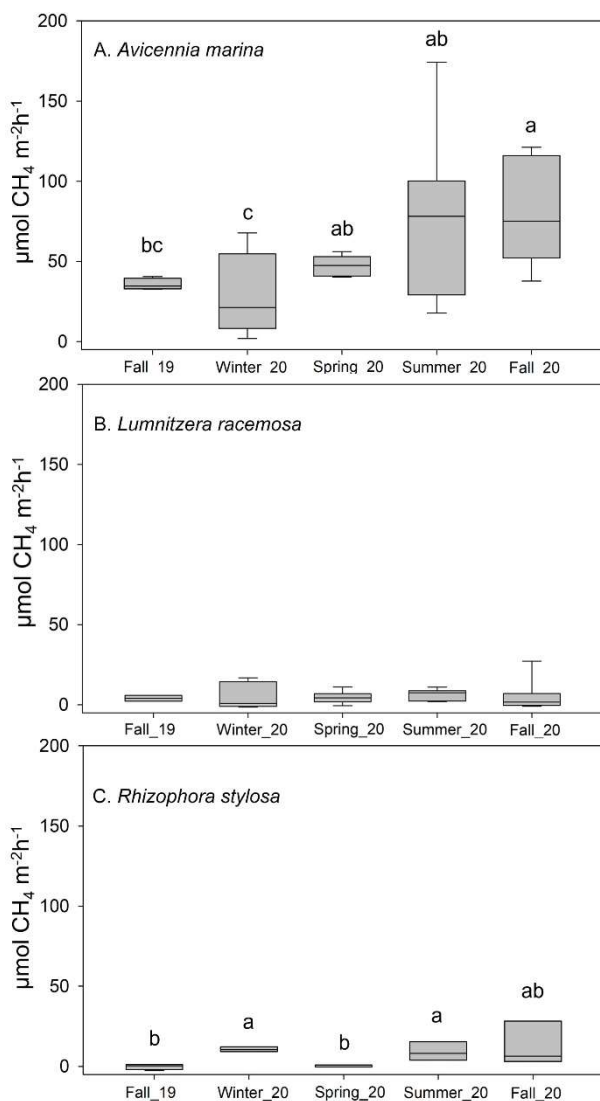 200
ab
A. Avicennia marina
150
a
µmol CH₄ m⁻²h⁻¹
100
c
ab
bc
50
0
Fall_19 Winter_20 Spring_20 Summer_20 Fall_20
200
B. Lumnitzera racemosa
150
µmol CH₄ m⁻²h⁻¹
100
50
0
Fall_19 Winter_20 Spring_20 Summer_20 Fall_20
200
C. Rhizophora stylosa
150
µmol CH₄ m⁻²h⁻¹
100
50
ab
b a b a
0
Fall_19 Winter_20 Spring_20 Summer_20 Fall_20